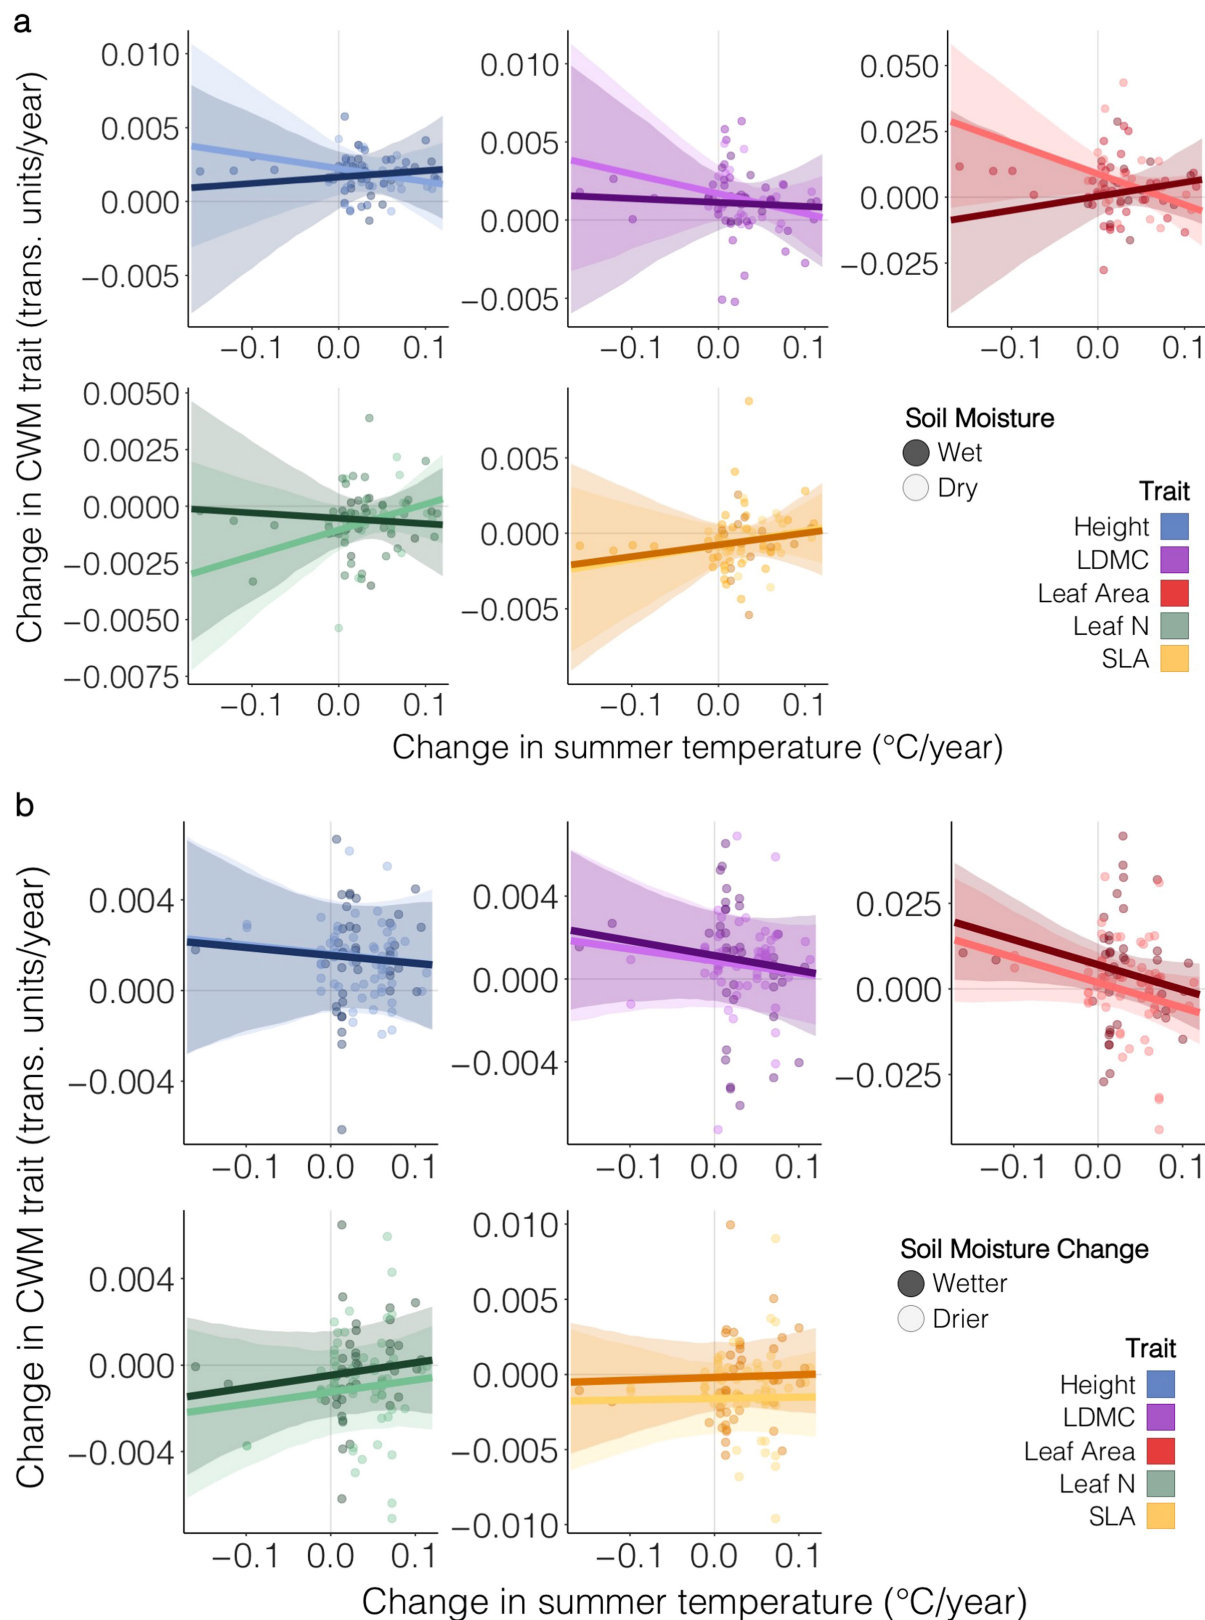 a
Change in CWM trait (trans. units/year)
0.010
0.005
0.000
−0.005
−0.1 0.0 0.1
0.010
0.005
0.000
−0.005
−0.1 0.0 0.1
0.050
0.025
0.000
−0.025
−0.1 0.0 0.1
0.0050
0.0025
0.0000
−0.0025
−0.0050
−0.0075
−0.1 0.0 0.1
0.005
0.000
−0.005
−0.1 0.0 0.1
Soil Moisture
Wet
Dry
Trait
Height
LDMC
Leaf Area
Leaf N
SLA
Change in summer temperature (°C/year)
b
Change in CWM trait (trans. units/year)
0.004
0.000
−0.004
−0.1 0.0 0.1
0.004
0.000
−0.004
−0.1 0.0 0.1
0.025
0.000
−0.025
−0.1 0.0 0.1
0.004
0.000
−0.004
−0.1 0.0 0.1
0.010
0.005
0.000
−0.005
−0.010
−0.1 0.0 0.1
Soil Moisture Change
Wetter
Drier
Trait
Height
LDMC
Leaf Area
Leaf N
SLA
Change in summer temperature (°C/year)